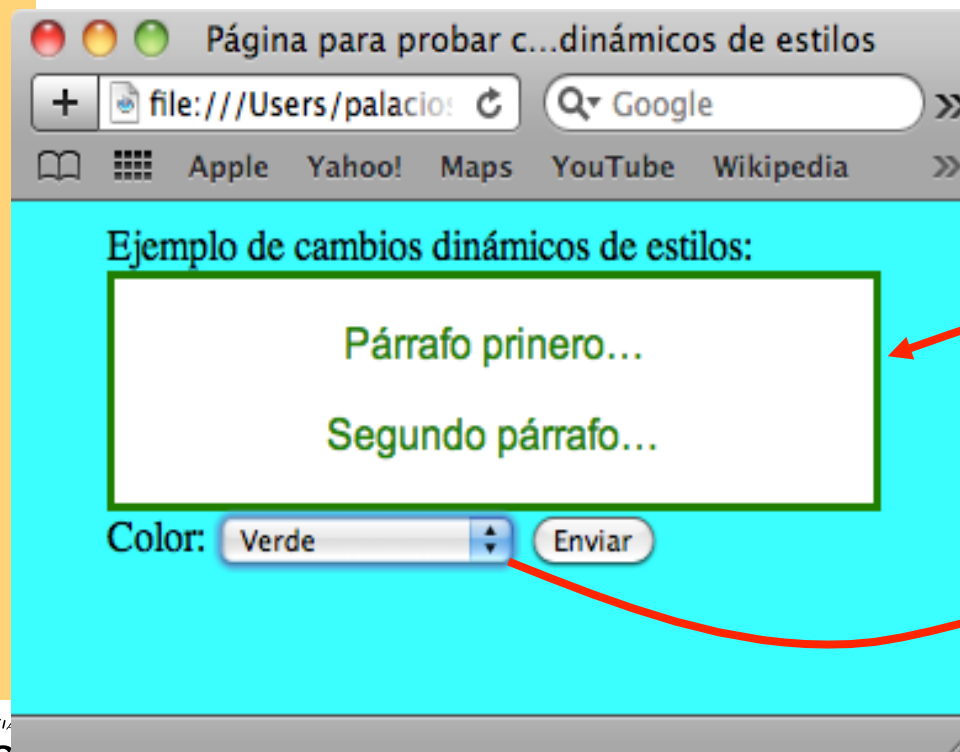 Página para probar c...dinámicos de estilos
+ file:///Users/palacios Google »
Apple Yahoo! Maps YouTube Wikipedia »
Ejemplo de cambios dinámicos de estilos:
Párrafo prinero...
Segundo párrafo...
Color: Verde Enviar